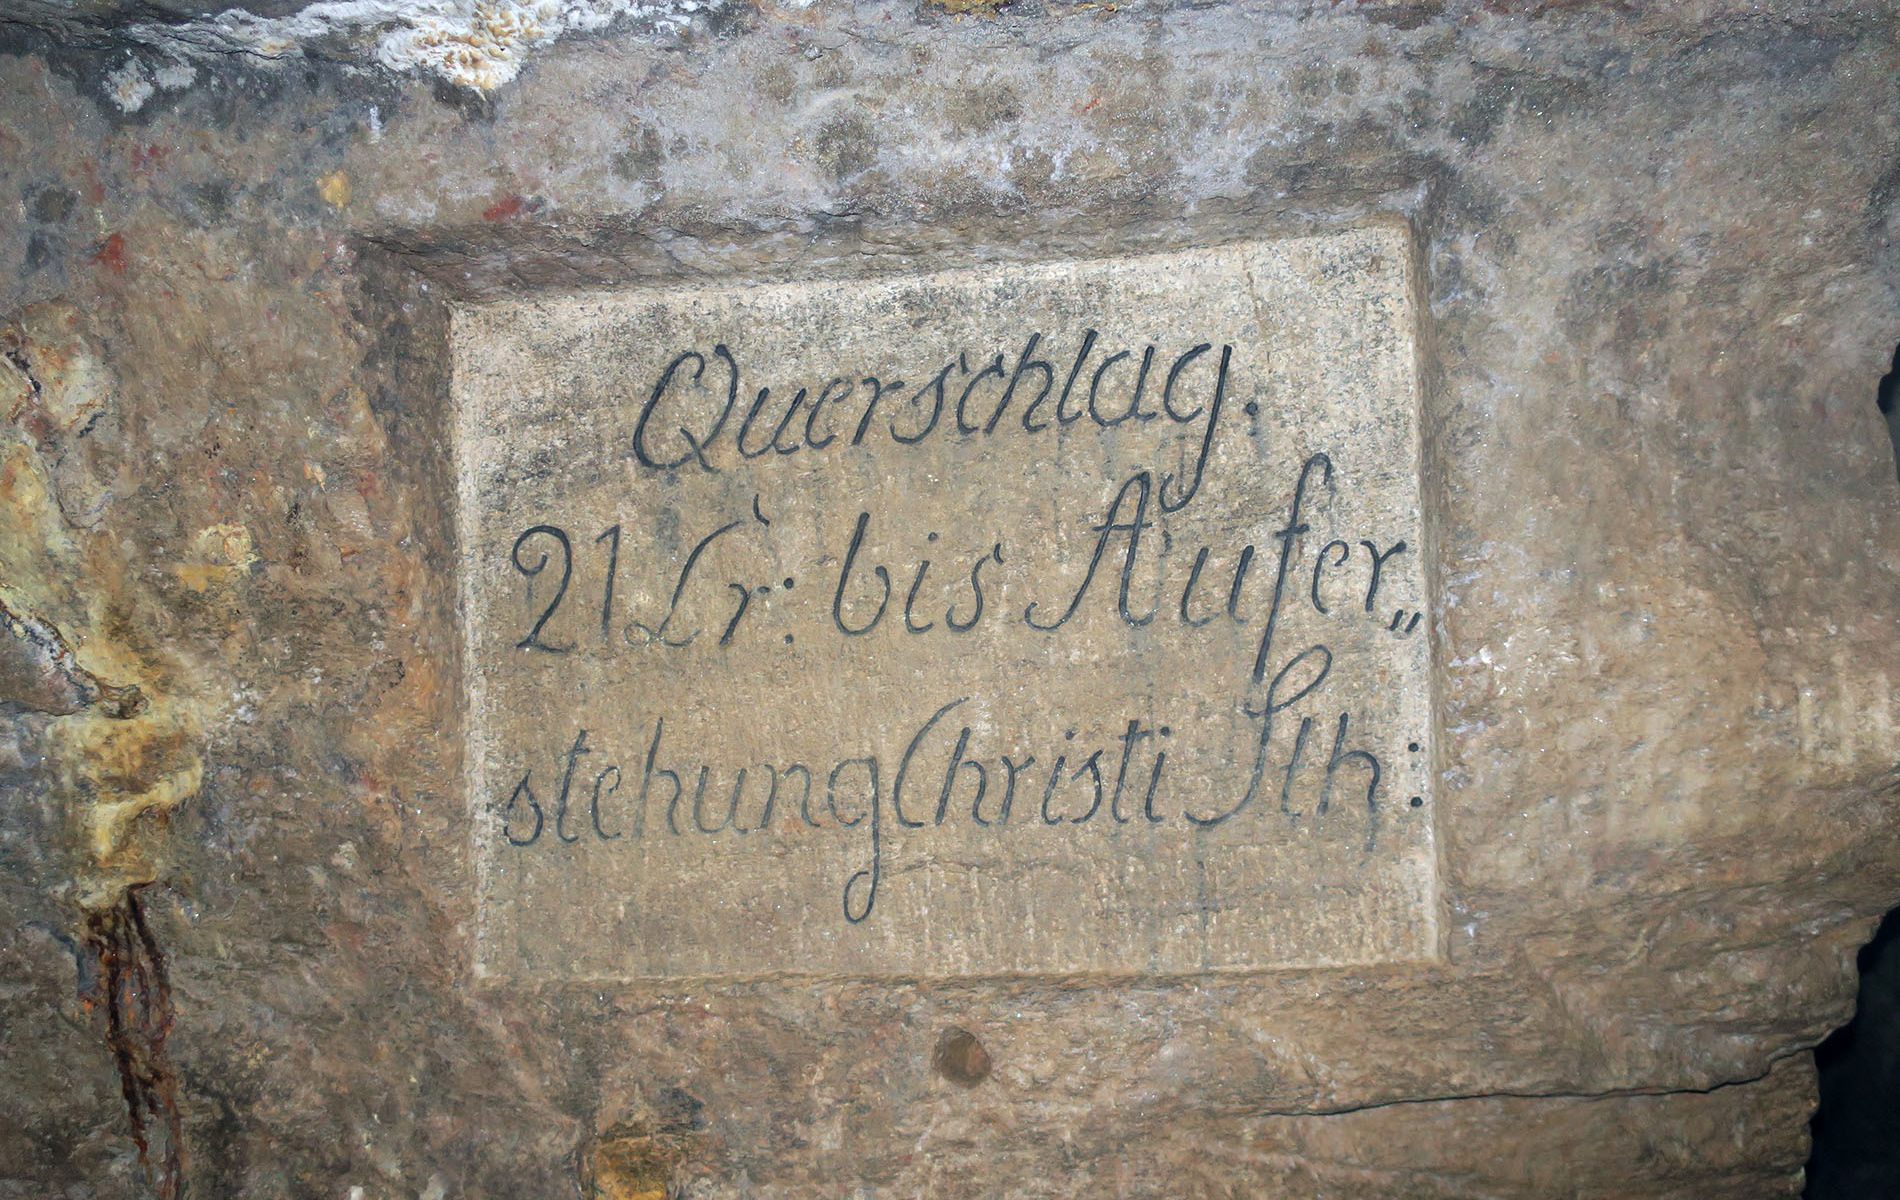 Querschlag.
21 Lr: bis Aufer„
stehung Christi Sth: